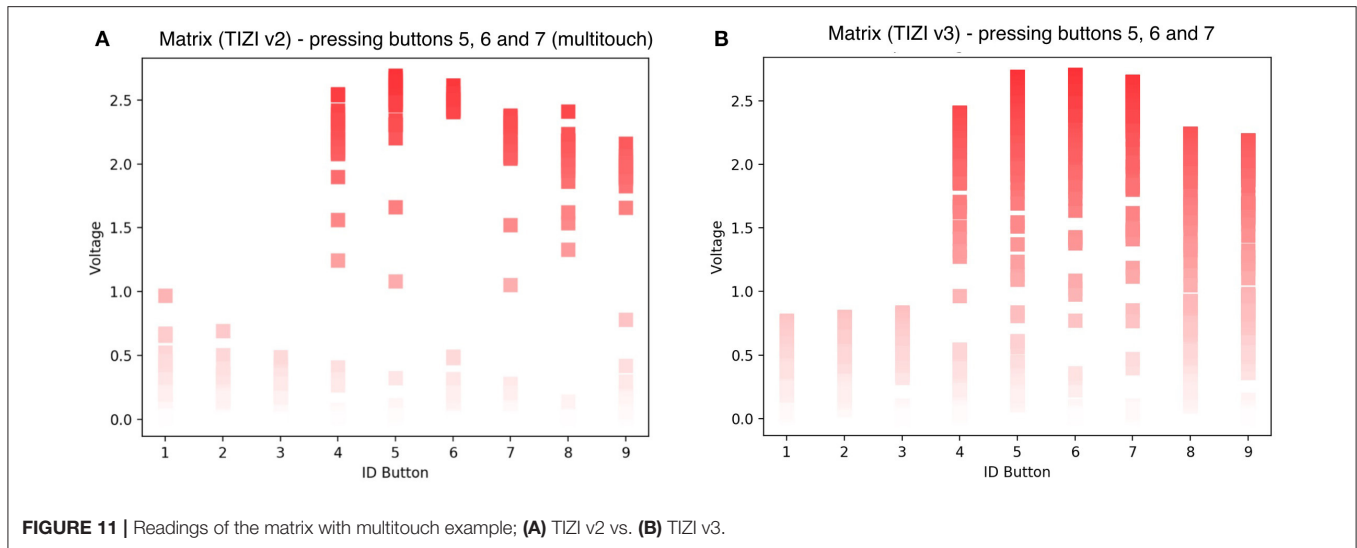 A
Matrix (TIZI v2) - pressing buttons 5, 6 and 7 (multitouch)
2.5
2.0
1.5
1.0
0.5
0.0
Voltage
1 2 3 4 5 6 7 8 9
ID Button
B
Matrix (TIZI v3) - pressing buttons 5, 6 and 7
2.5
2.0
1.5
1.0
0.5
0.0
Voltage
1 2 3 4 5 6 7 8 9
ID Button
FIGURE 11 | Readings of the matrix with multitouch example; (A) TIZI v2 vs. (B) TIZI v3.